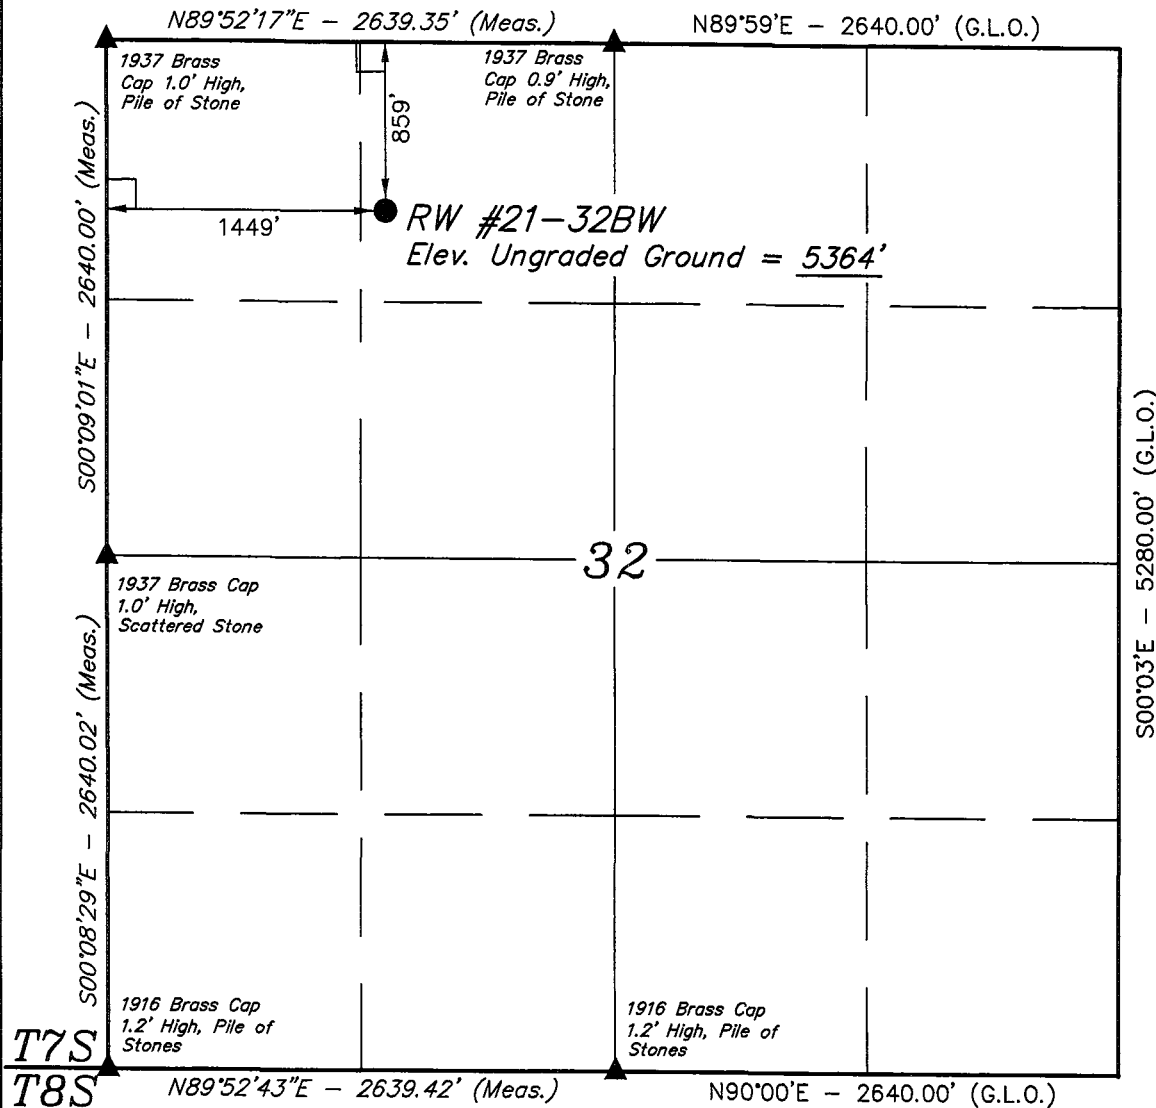 N89°52'17"E - 2639.35' (Meas.)
N89°59'E - 2640.00' (G.L.O.)
1937 Brass
Cap 1.0' High,
Pile of Stone
1937 Brass
Cap 0.9' High,
Pile of Stone
859'
S00°09'01"E - 2640.00' (Meas.)
1449'
RW #21-32BW
Elev. Ungraded Ground = 5364'
32
S00°03'E - 5280.00' (G.L.O.)
1937 Brass Cap
1.0' High,
Scattered Stone
S00°08'29"E - 2640.02' (Meas.)
1916 Brass Cap
1.2' High, Pile of
Stones
1916 Brass Cap
1.2' High, Pile of
Stones
T7S
T8S
N89°52'43"E - 2639.42' (Meas.)
N90°00'E - 2640.00' (G.L.O.)